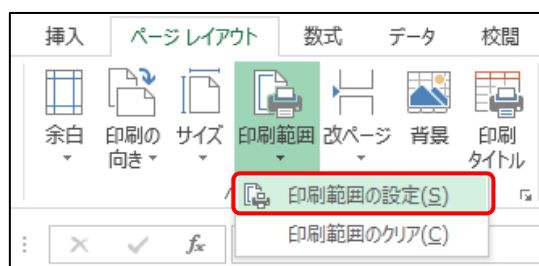 挿入 ページ レイアウト 数式 データ 校閲
余白 印刷の 向き サイズ 印刷範囲 改ページ 背景 印刷 タイトル
印刷範囲の設定(S)
印刷範囲のクリア(C)
fx